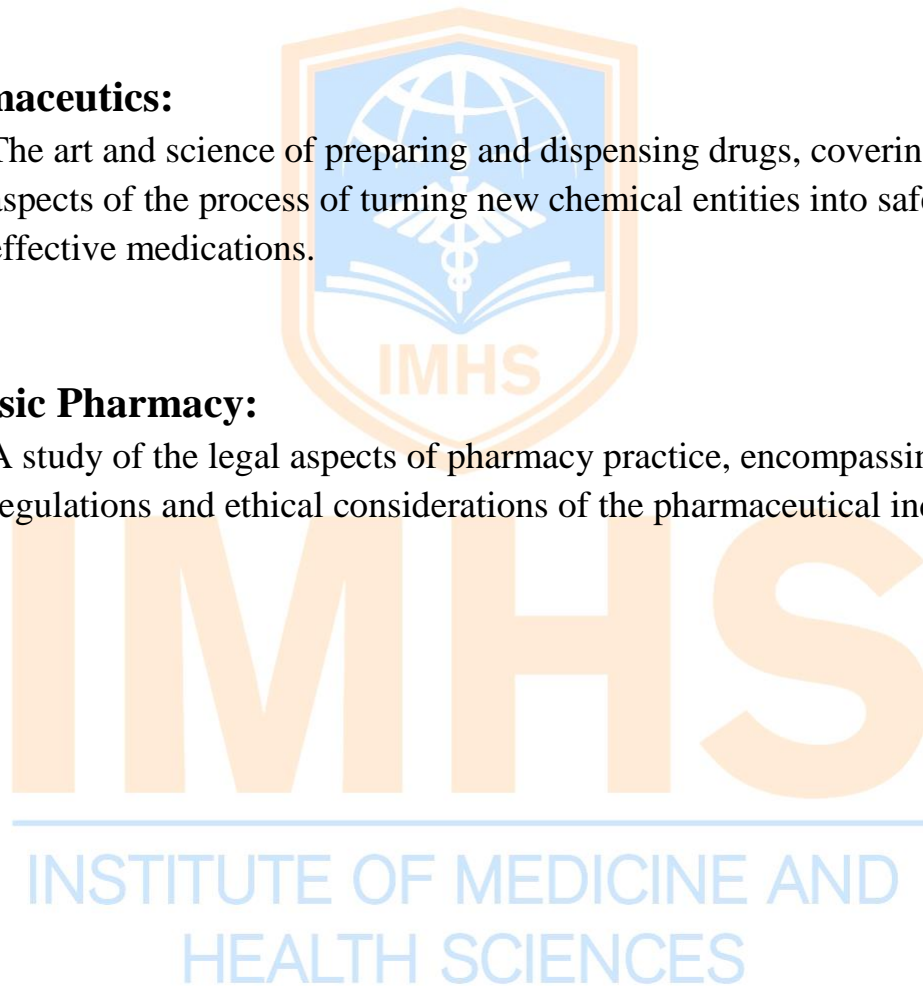 maceutics:
The art and science of preparing and dispensing drugs, coverin
aspects of the process of turning new chemical entities into saf
effective medications.
IMHS
sic Pharmacy:
A study of the legal aspects of pharmacy practice, encompassin
regulations and ethical considerations of the pharmaceutical in
IMHS
INSTITUTE OF MEDICINE AND
HEALTH SCIENCES